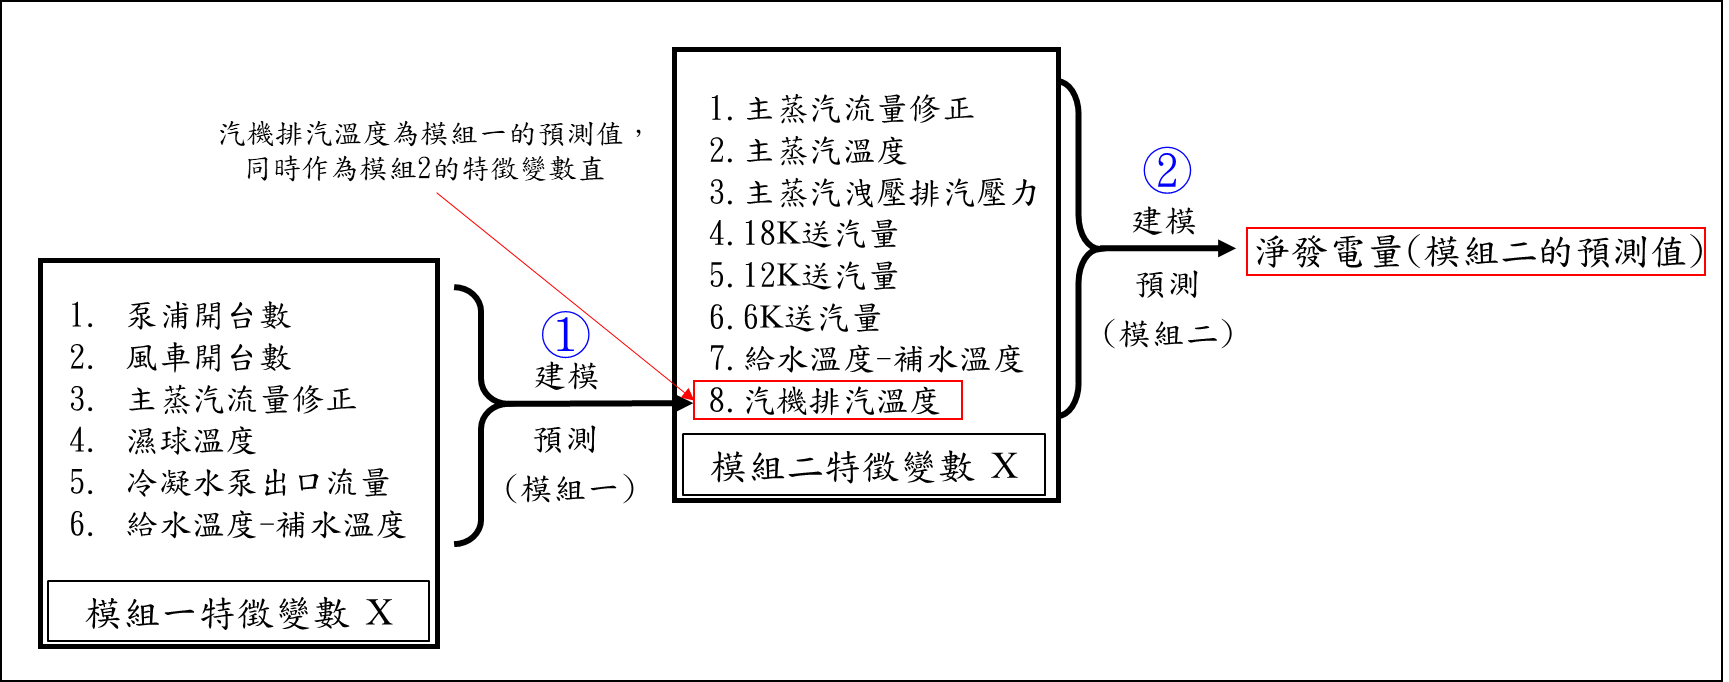 汽機排汽溫度為模組一的預測值，
同時作為模組2的特徵變數直
1. 泵浦開台數
2. 風車開台數
3. 主蒸汽流量修正
4. 濕球溫度
5. 冷凝水泵出口流量
6. 給水溫度-補水溫度
模組一特徵變數 X
①
建模
預測
(模組一)
1.主蒸汽流量修正
2.主蒸汽溫度
3.主蒸汽洩壓排汽壓力
4.18K送汽量
5.12K送汽量
6.6K送汽量
7.給水溫度-補水溫度
8.汽機排汽溫度
模組二特徵變數 X
②
建模
預測
(模組二)
淨發電量(模組二的預測值)